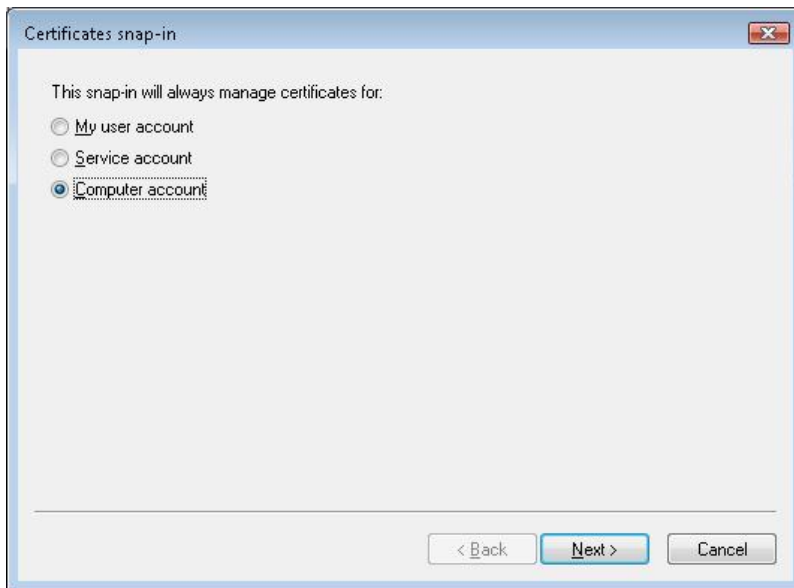 Certificates snap-in
This snap-in will always manage certificates for:
My user account
Service account
Computer account
< Back
Next >
Cancel